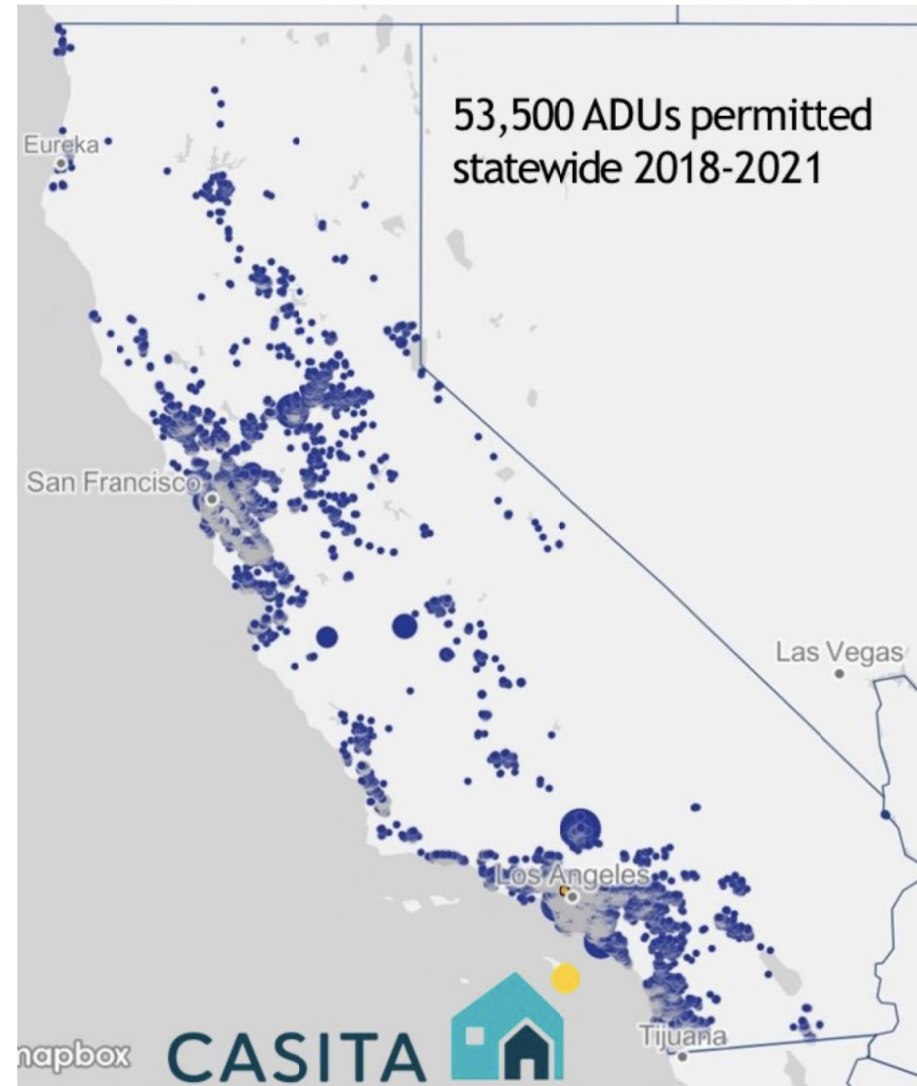 53,500 ADUs permitted
statewide 2018-2021
Eureka
San Francisco
Las Vegas
Los Angeles
Tijuana
mapbox
CASITA